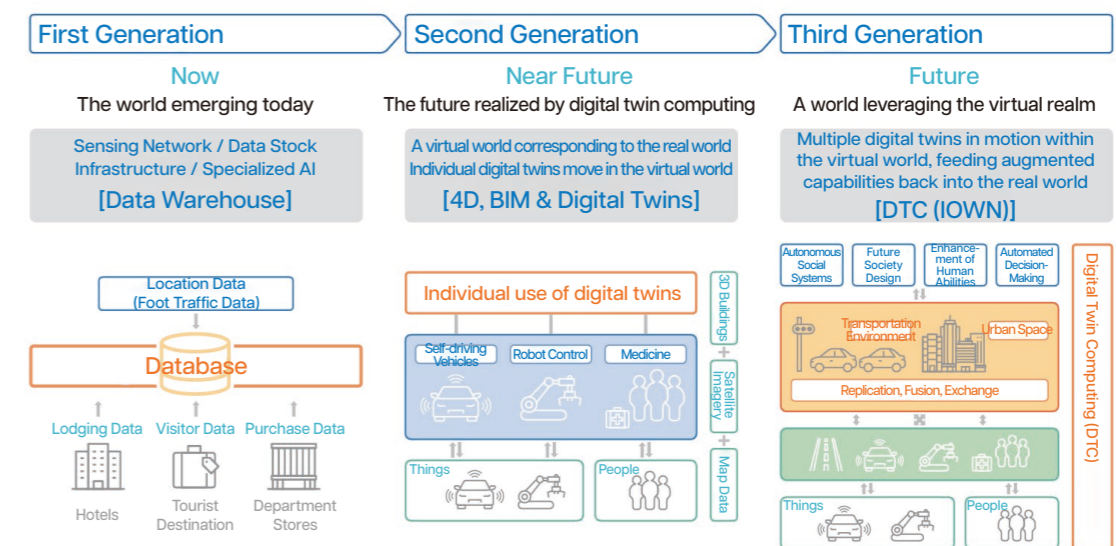 First Generation
Now
The world emerging today
Sensing Network / Data Stock
Infrastructure / Specialized AI
[Data Warehouse]
Location Data
(Foot Traffic Data)
Database
Lodging Data
Visitor Data
Purchase Data
Hotels
Tourist
Destination
Department
Stores
Second Generation
Near Future
The future realized by digital twin computing
A virtual world corresponding to the real world
Individual digital twins move in the virtual world
[4D, BIM & Digital Twins]
Individual use of digital twins
Self-driving
Vehicles
Robot Control
Medicine
Things
People
3D Buildings
+
Satellite
Imagery
+
Map Data
Third Generation
Future
A world leveraging the virtual realm
Multiple digital twins in motion within
the virtual world, feeding augmented
capabilities back into the real world
[DTC (IOWN)]
Autonomous
Social
Systems
Future
Society
Design
Enhance-
ment of
Human
Abilities
Automated
Decision-
Making
Transportation
Environment
Urban Space
Replication, Fusion, Exchange
Things
People
Digital Twin Computing (DTC)